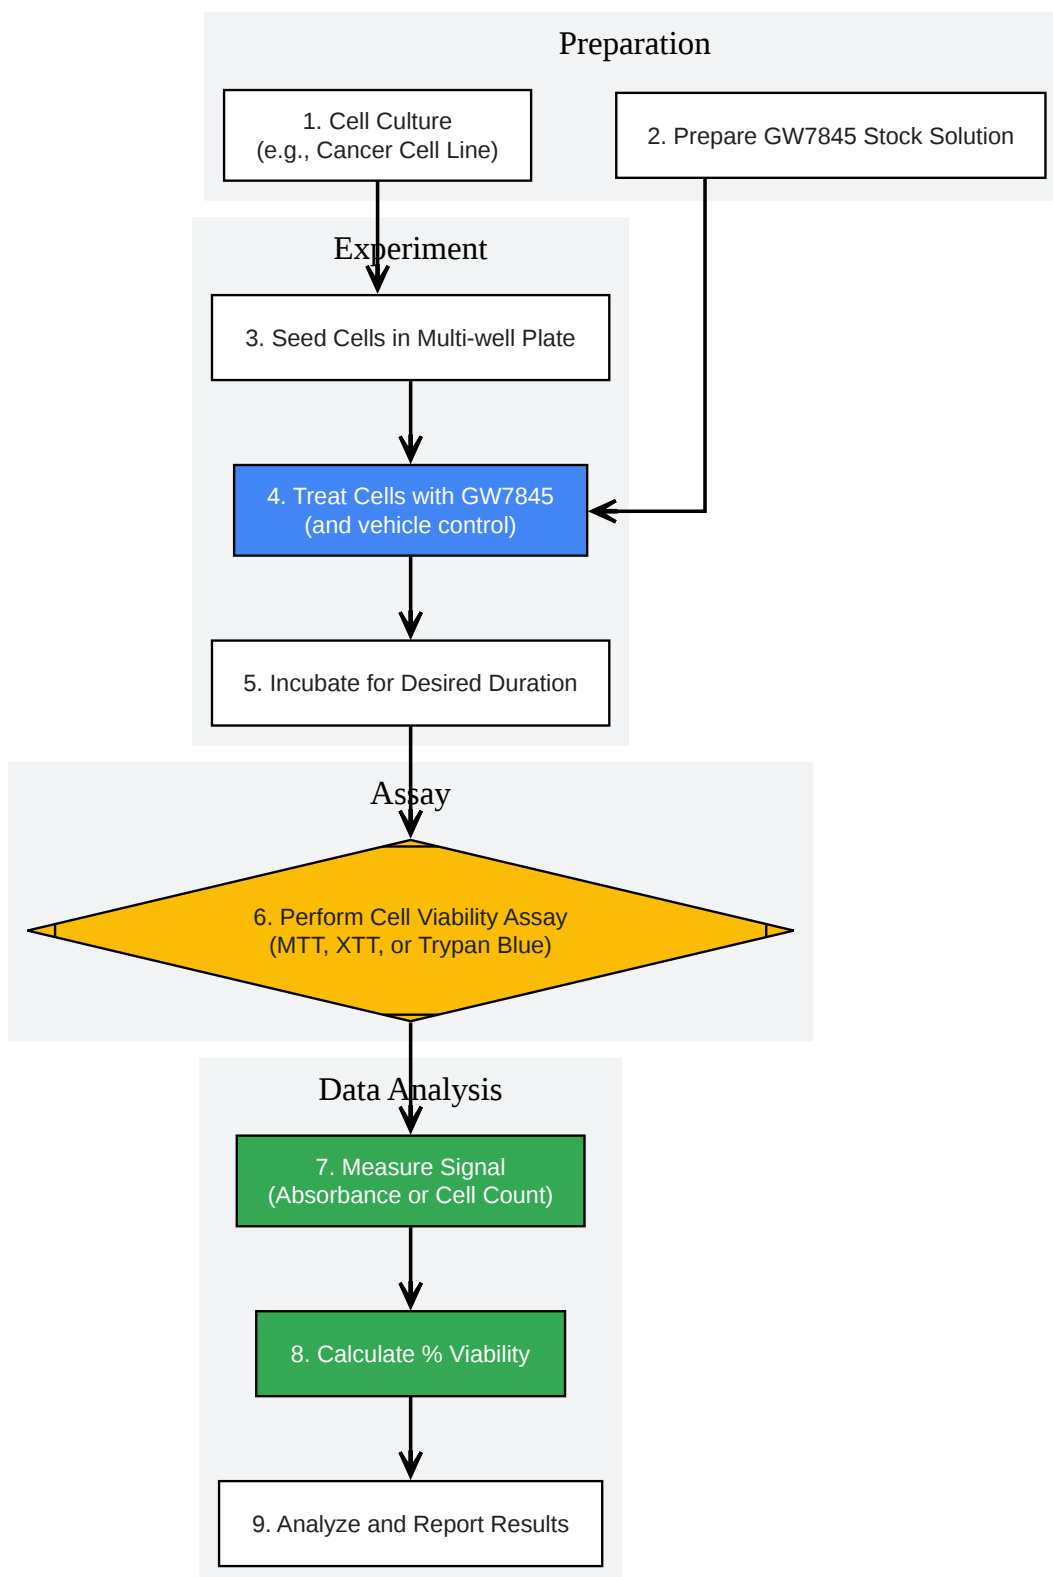 Preparation
1. Cell Culture
(e.g., Cancer Cell Line)
2. Prepare GW7845 Stock Solution
Experiment
3. Seed Cells in Multi-well Plate
4. Treat Cells with GW7845
(and vehicle control)
5. Incubate for Desired Duration
Assay
6. Perform Cell Viability Assay
(MTT, XTT, or Trypan Blue)
Data Analysis
7. Measure Signal
(Absorbance or Cell Count)
8. Calculate % Viability
9. Analyze and Report Results